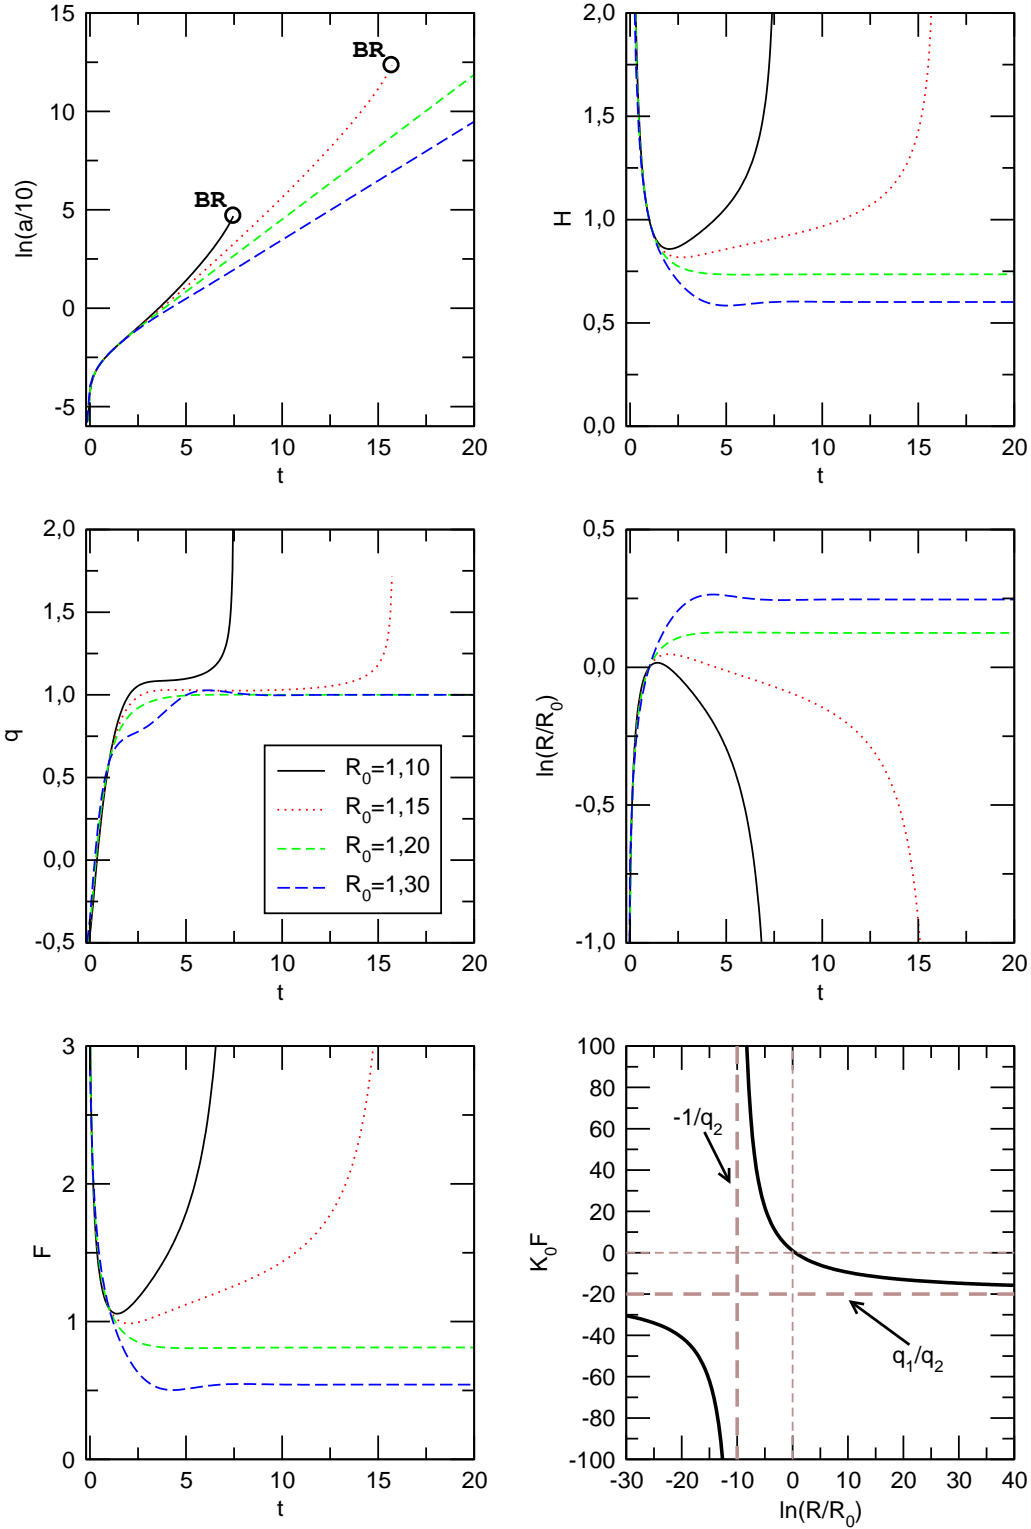 15
10
5
0
-5
ln(a/10)
BR
BR
0 5 10 15 20
t
2,0
1,5
1,0
0,5
0,0
H
0 5 10 15 20
t
2,0
1,5
1,0
0,5
0,0
-0,5
q
R0=1,10
R0=1,15
R0=1,20
R0=1,30
0 5 10 15 20
t
0,5
0,0
-0,5
-1,0
ln(R/R0)
0 5 10 15 20
t
3
2
1
0
F
0 5 10 15 20
t
100
80
60
40
20
0
-20
-40
-60
-80
-100
K0F
-1/q2
q1/q2
-30 -20 -10 0 10 20 30 40
ln(R/R0)